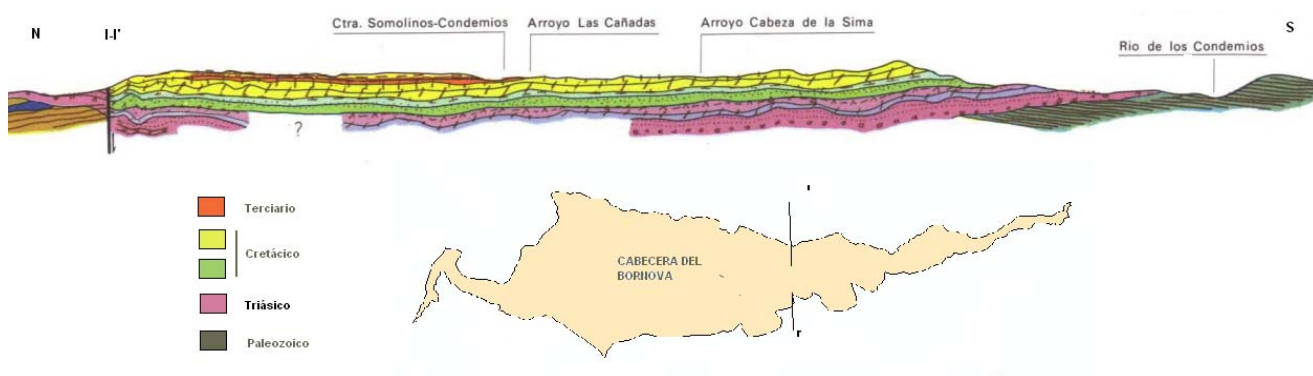 N
I-I'
Ctra. Somolinos-Condemios
Arroyo Las Cañadas
Arroyo Cabeza de la Sima
Rio de los Condemios
S
?
Terciario
Cretácico
Triásico
Paleozoico
CABECERA DEL
BORNOVA
I
I'